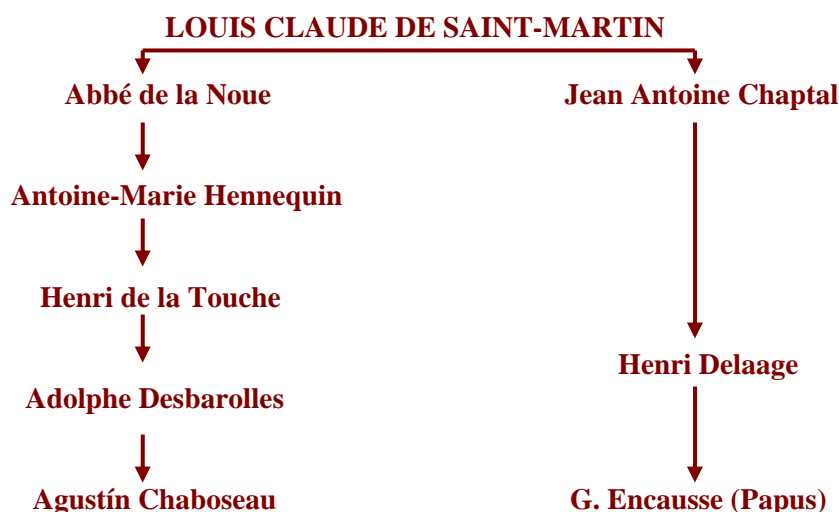 LOUIS CLAUDE DE SAINT-MARTIN
Abbé de la Noue
Jean Antoine Chaptal
Antoine-Marie Hennequin
Henri de la Touche
Henri Delaage
Adolphe Desbarolles
Agustín Chaboseau
G. Encausse (Papus)